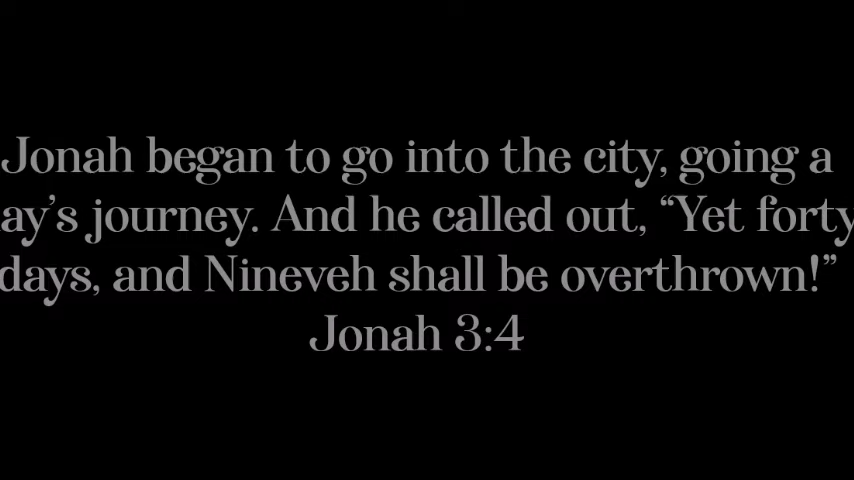 Jonah began to go into the city, going a
ay’s journey. And he called out, “Yet forty
days, and Nineveh shall be overthrown!”
Jonah 3:4